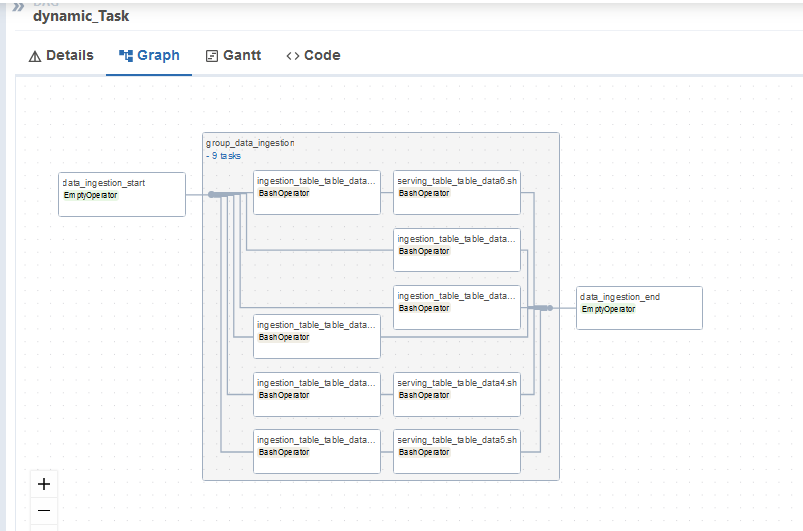 dynamic_Task
Details
Graph
Gantt
Code
group_data_ingestion
- 9 tasks
data_ingestion_start
EmptyOperator
ingestion_table_table_data...
BashOperator
serving_table_table_data6.sh
BashOperator
ingestion_table_table_data...
BashOperator
ingestion_table_table_data...
BashOperator
data_ingestion_end
EmptyOperator
ingestion_table_table_data...
BashOperator
ingestion_table_table_data...
BashOperator
serving_table_table_data4.sh
BashOperator
ingestion_table_table_data...
BashOperator
serving_table_table_data5.sh
BashOperator